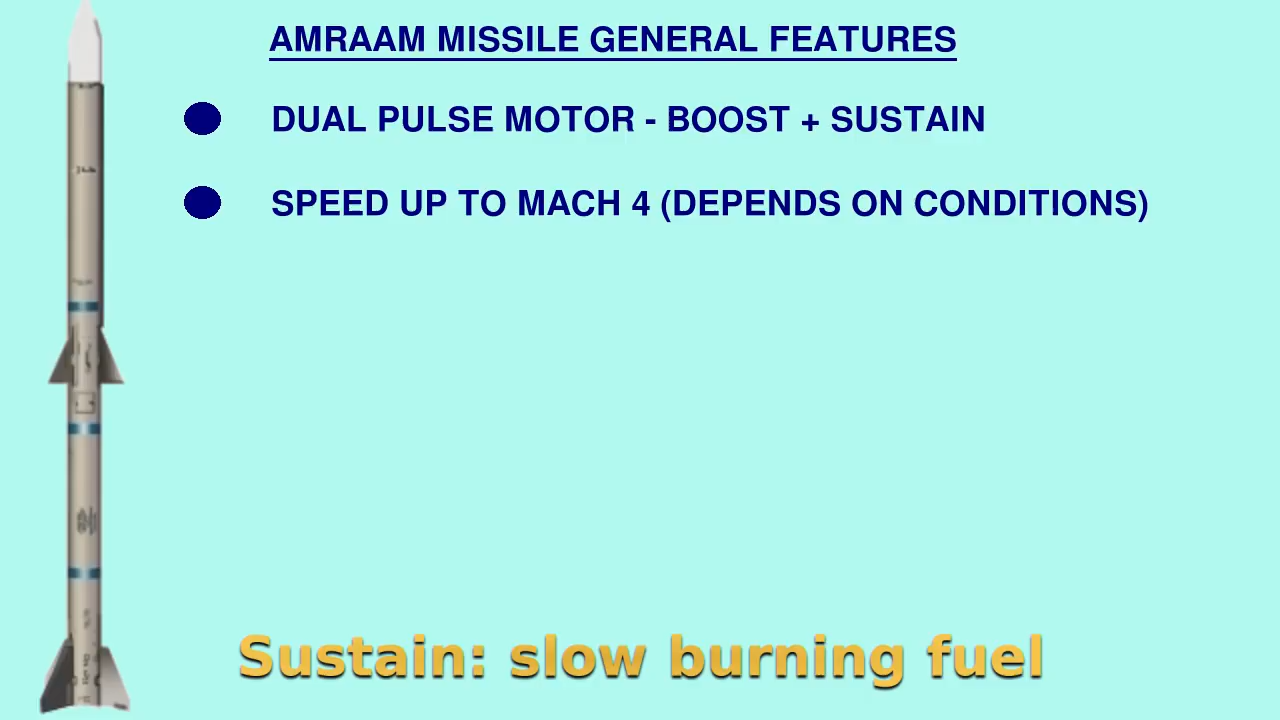 AMRAAM MISSILE GENERAL FEATURES
DUAL PULSE MOTOR - BOOST + SUSTAIN
SPEED UP TO MACH 4 (DEPENDS ON CONDITIONS)
Sustain: slow burning fuel